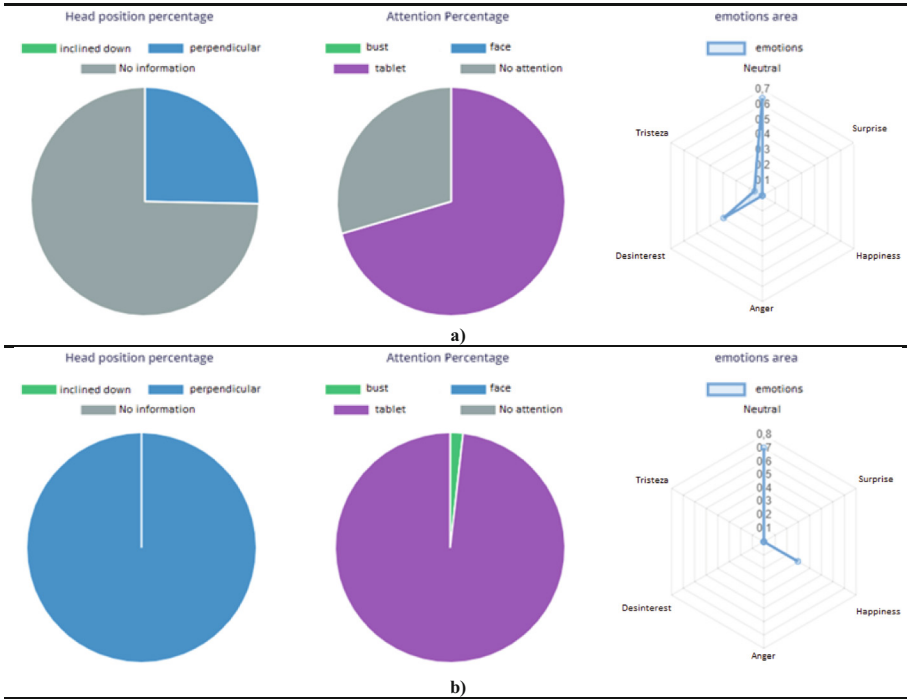 Head position percentage
inclined down perpendicular
No information
Attention Percentage
bust face
tablet No attention
emotions area
emotions
Neutral
0,7
0,6
0,5
0,4
0,3
0,2
0,1
Tristeza
Surprise
Desinterest
Happiness
Anger
a)
Head position percentage
inclined down perpendicular
No information
Attention Percentage
bust face
tablet No attention
emotions area
emotions
Neutral
0,8
0,7
0,6
0,5
0,4
0,3
0,2
0,1
Tristeza
Surprise
Desinterest
Happiness
Anger
b)